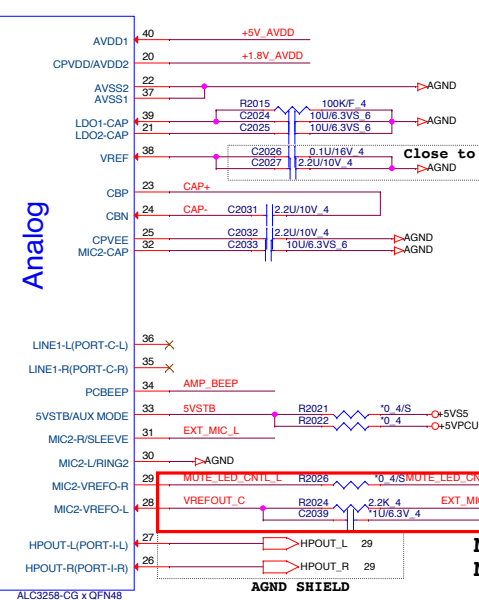 AVDD1 40 +5V_AVDD
CPVDD/AVDD2 20 +1.8V_AVDD
AVSS2 22 AGND
AVSS1 37
R2015 100K/F_4
LDO1-CAP 39 C2024 10U/6.3VS_6 AGND
LDO2-CAP 21 C2025 10U/6.3VS_6
VREF 38 C2026 0.1U/16V_4 Close to
C2027 2.2U/10V_4 AGND
CBP 23 CAP+
CBN 24 CAP- C2031 2.2U/10V_4
CPVEE 25 C2032 2.2U/10V_4 AGND
MIC2-CAP 32 C2033 10U/6.3VS_6 AGND
Analog
LINE1-L(PORT-C-L) 36
LINE1-R(PORT-C-R) 35
PCBEEP 34 AMP_BEEP
5VSTB/AUX MODE 33 5VSTB R2021 *0_4/S +5VS5
R2022 *0_4 +5VPCU
MIC2-R/SLEEVE 31 EXT_MIC_L
MIC2-L/RING2 30 AGND
MIC2-VREFO-R 29 MUTE_LED_CNTL_L R2026 *0_4/S MUTE_LED_CN
MIC2-VREFO-L 28 VREFOUT_C R2024 2.2K_4 EXT_MI
C2039 *1U/6.3V_4
HPOUT-L(PORT-I-L) 27 HPOUT_L 29
HPOUT-R(PORT-I-R) 26 HPOUT_R 29
AGND SHIELD
ALC3258-CG x QFN48